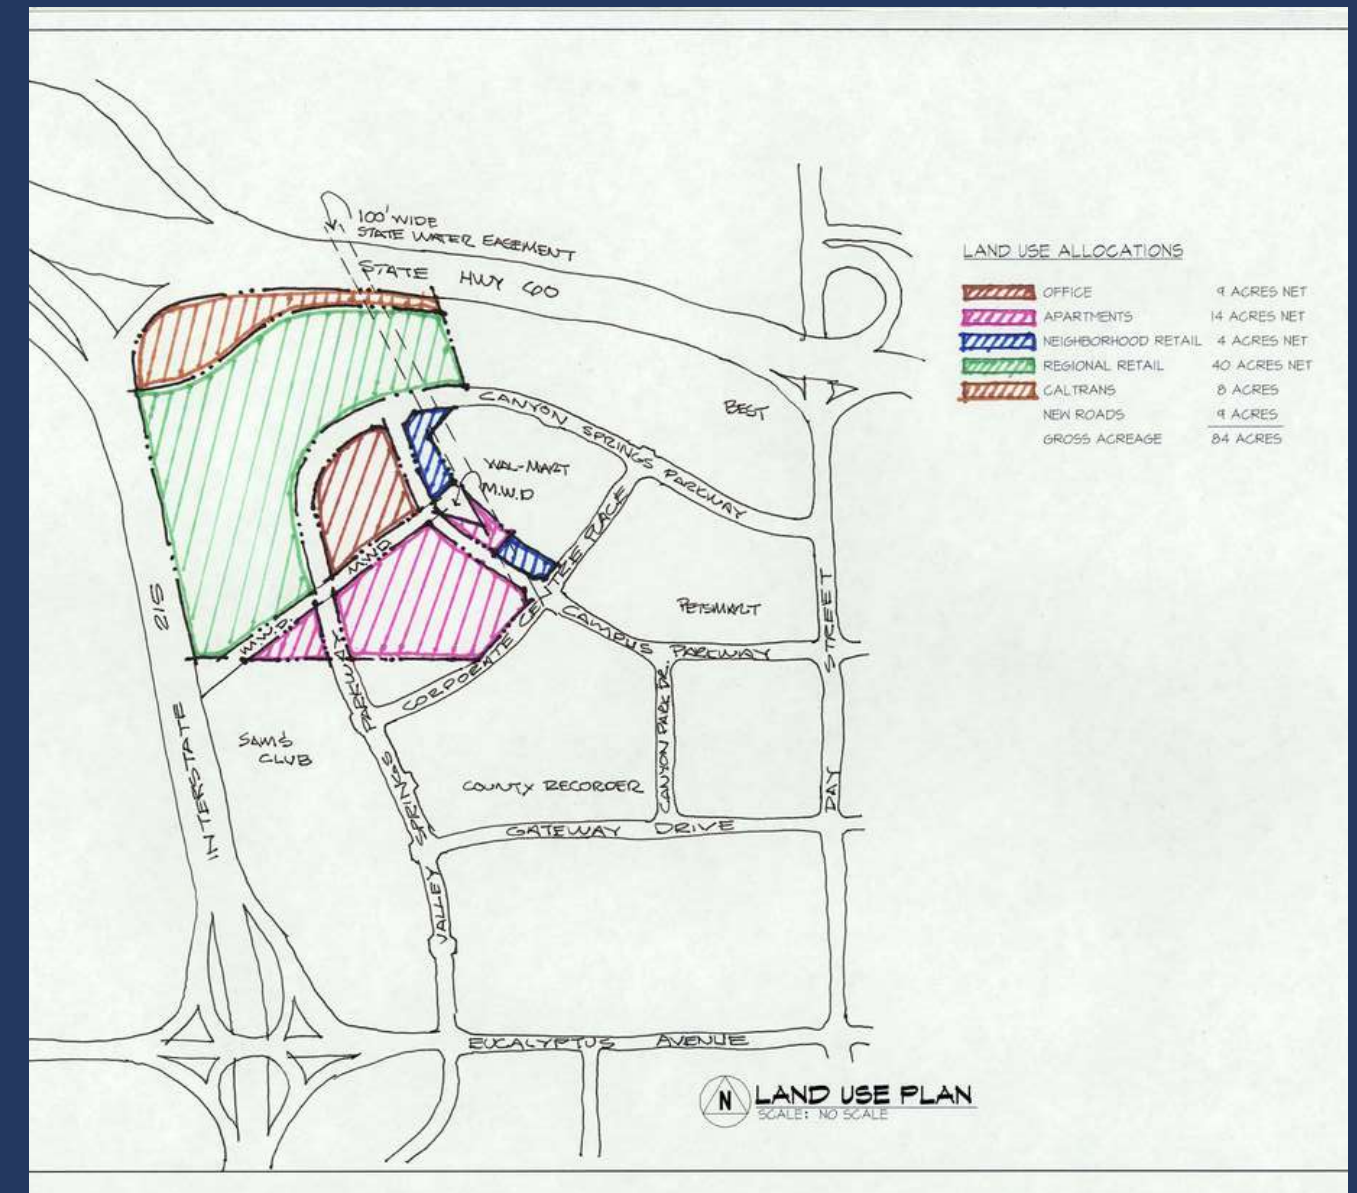 100' WIDE
STATE WATER EASEMENT
STATE HWY 60
LAND USE ALLOCATIONS
OFFICE 9 ACRES NET
APARTMENTS 14 ACRES NET
NEIGHBORHOOD RETAIL 4 ACRES NET
REGIONAL RETAIL 40 ACRES NET
CALTRANS 8 ACRES
NEW ROADS 9 ACRES
GROSS ACREAGE 84 ACRES
BEST
CANYON SPRINGS PARKWAY
WAL-MART
M.W.D
M.W.D.
M.W.D.
CORPORATE CENTRE PLACE
PETSMART
CAMPUS PARKWAY
DAY STREET
CANYON PARK DR.
INTERSTATE 215
SAM'S
CLUB
VALLEY SPRINGS PARKWAY
COUNTY RECORDER
GATEWAY DRIVE
EUCALYPTUS AVENUE
N
LAND USE PLAN
SCALE: NO SCALE